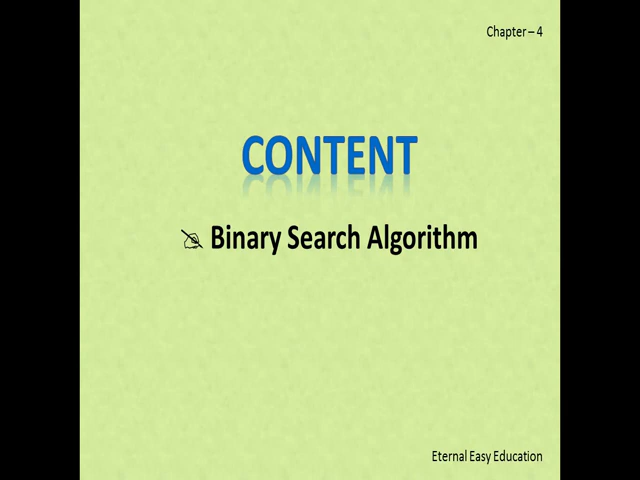 Chapter – 4
CONTENT
Binary Search Algorithm
Eternal Easy Education